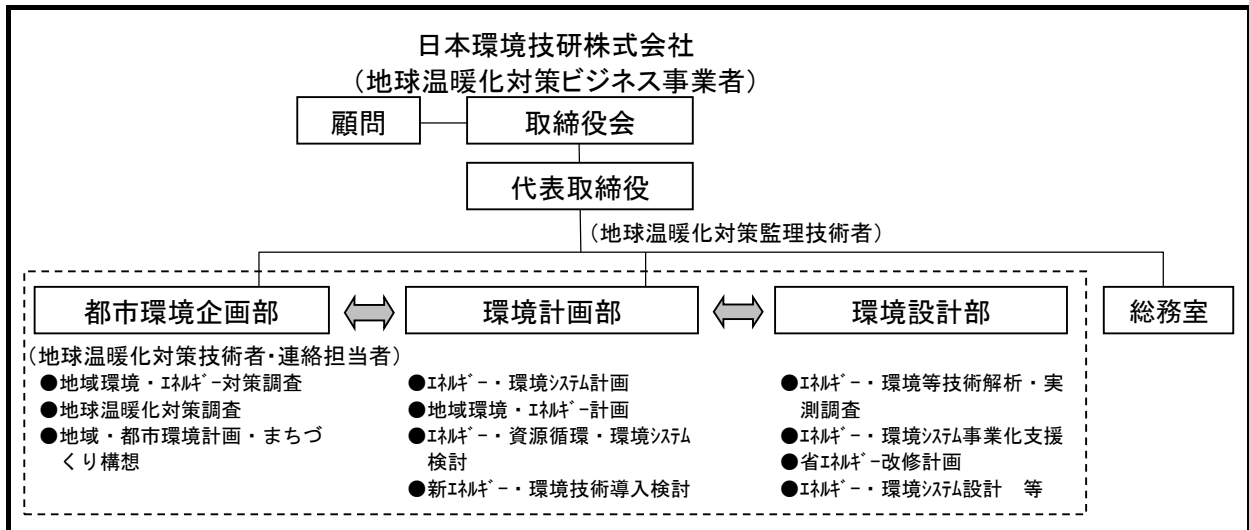 日本環境技研株式会社
(地球温暖化対策ビジネス事業者)
顧問
取締役会
代表取締役
(地球温暖化対策監理技術者)
都市環境企画部
環境計画部
環境設計部
総務室
(地球温暖化対策技術者・連絡担当者)
●地域環境・ｴﾈﾙｷﾞｰ対策調査
●地球温暖化対策調査
●地域・都市環境計画・まちづ
くり構想
●ｴﾈﾙｷﾞｰ・環境ｼｽﾃﾑ計画
●地域環境・ｴﾈﾙｷﾞｰ計画
●ｴﾈﾙｷﾞｰ・資源循環・環境ｼｽﾃﾑ
検討
●新ｴﾈﾙｷﾞｰ・環境技術導入検討
●ｴﾈﾙｷﾞｰ・環境等技術解析・実
測調査
●ｴﾈﾙｷﾞｰ・環境ｼｽﾃﾑ事業化支援
●省ｴﾈﾙｷﾞｰ改修計画
●ｴﾈﾙｷﾞｰ・環境ｼｽﾃﾑ設計　等